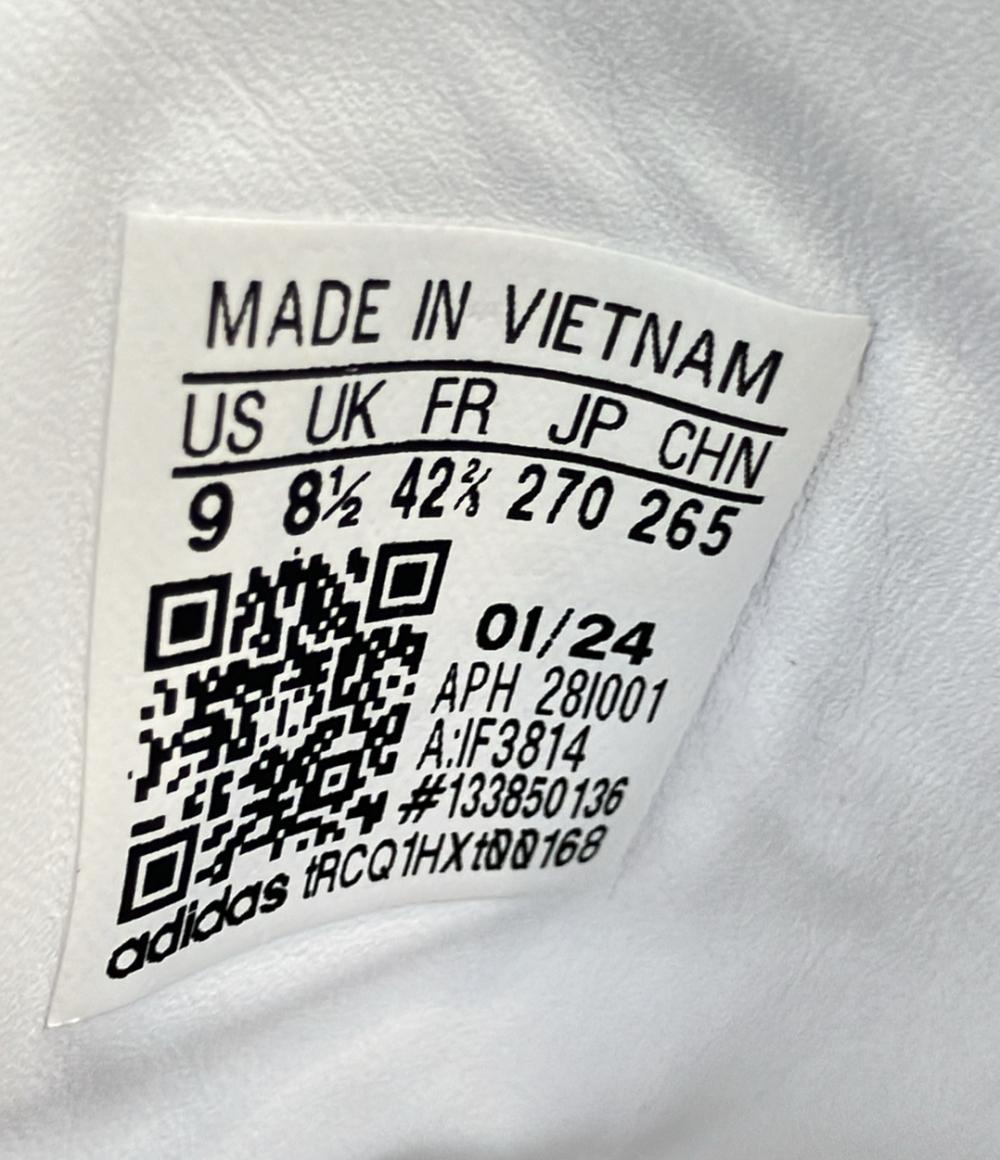 MADE IN VIETNAM
US UK FR JP CHN
9 8½ 42⅔ 270 265
01/24
APH 28I001
A:IF3814
#133850136
adidas tRCQ1HXt00168